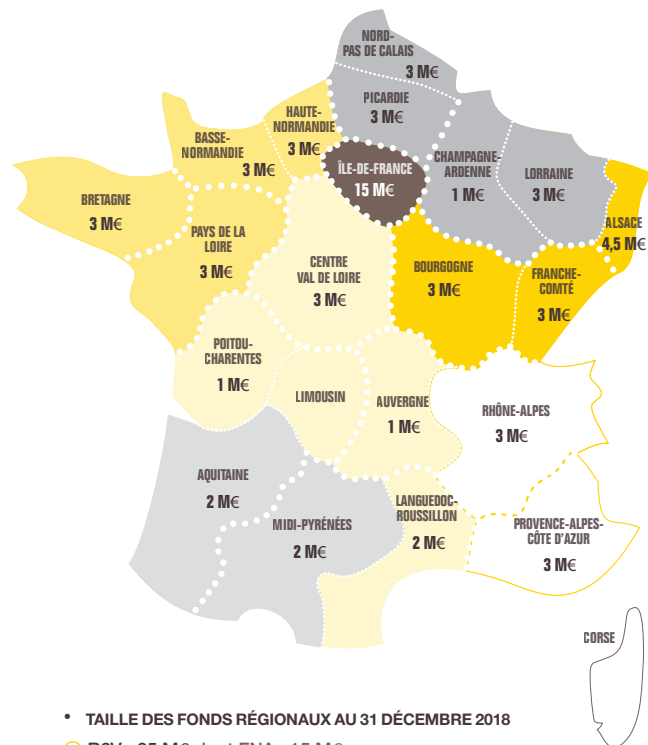 NORD-
PAS DE CALAIS
3 M€
PICARDIE
3 M€
HAUTE-
NORMANDIE
3 M€
BASSE-
NORMANDIE
3 M€
ÎLE-DE-FRANCE
15 M€
CHAMPAGNE-
ARDENNE
1 M€
LORRAINE
3 M€
ALSACE
4,5 M€
BRETAGNE
3 M€
PAYS DE LA
LOIRE
3 M€
CENTRE
VAL DE LOIRE
3 M€
BOURGOGNE
3 M€
FRANCHE-
COMTÉ
3 M€
POITOU-
CHARENTES
1 M€
LIMOUSIN
AUVERGNE
1 M€
RHÔNE-ALPES
3 M€
AQUITAINE
2 M€
MIDI-PYRÉNÉES
2 M€
LANGUEDOC-
ROUSSILLON
2 M€
PROVENCE-ALPES-
CÔTE D'AZUR
3 M€
CORSE
• TAILLE DES FONDS RÉGIONAUX AU 31 DÉCEMBRE 2018